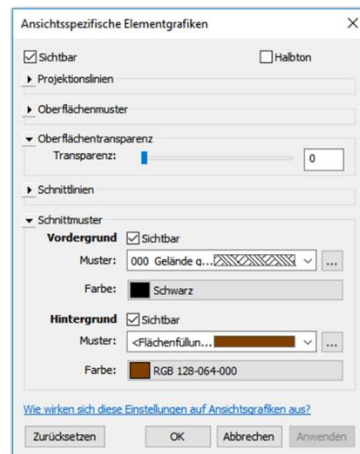 Ansichtsspezifische Elementgrafiken
Sichtbar Halbton
Projektionslinien
Oberflächenmuster
Oberflächentransparenz
Transparenz: 0
Schnittlinien
Schnittmuster
Vordergrund Sichtbar
Muster: 000 Gelände g... ...
Farbe: Schwarz
Hintergrund Sichtbar
Muster: <Flächenfüllun... ...
Farbe: RGB 128-064-000
Wie wirken sich diese Einstellungen auf Ansichtsgrafiken aus?
Zurücksetzen OK Abbrechen Anwenden